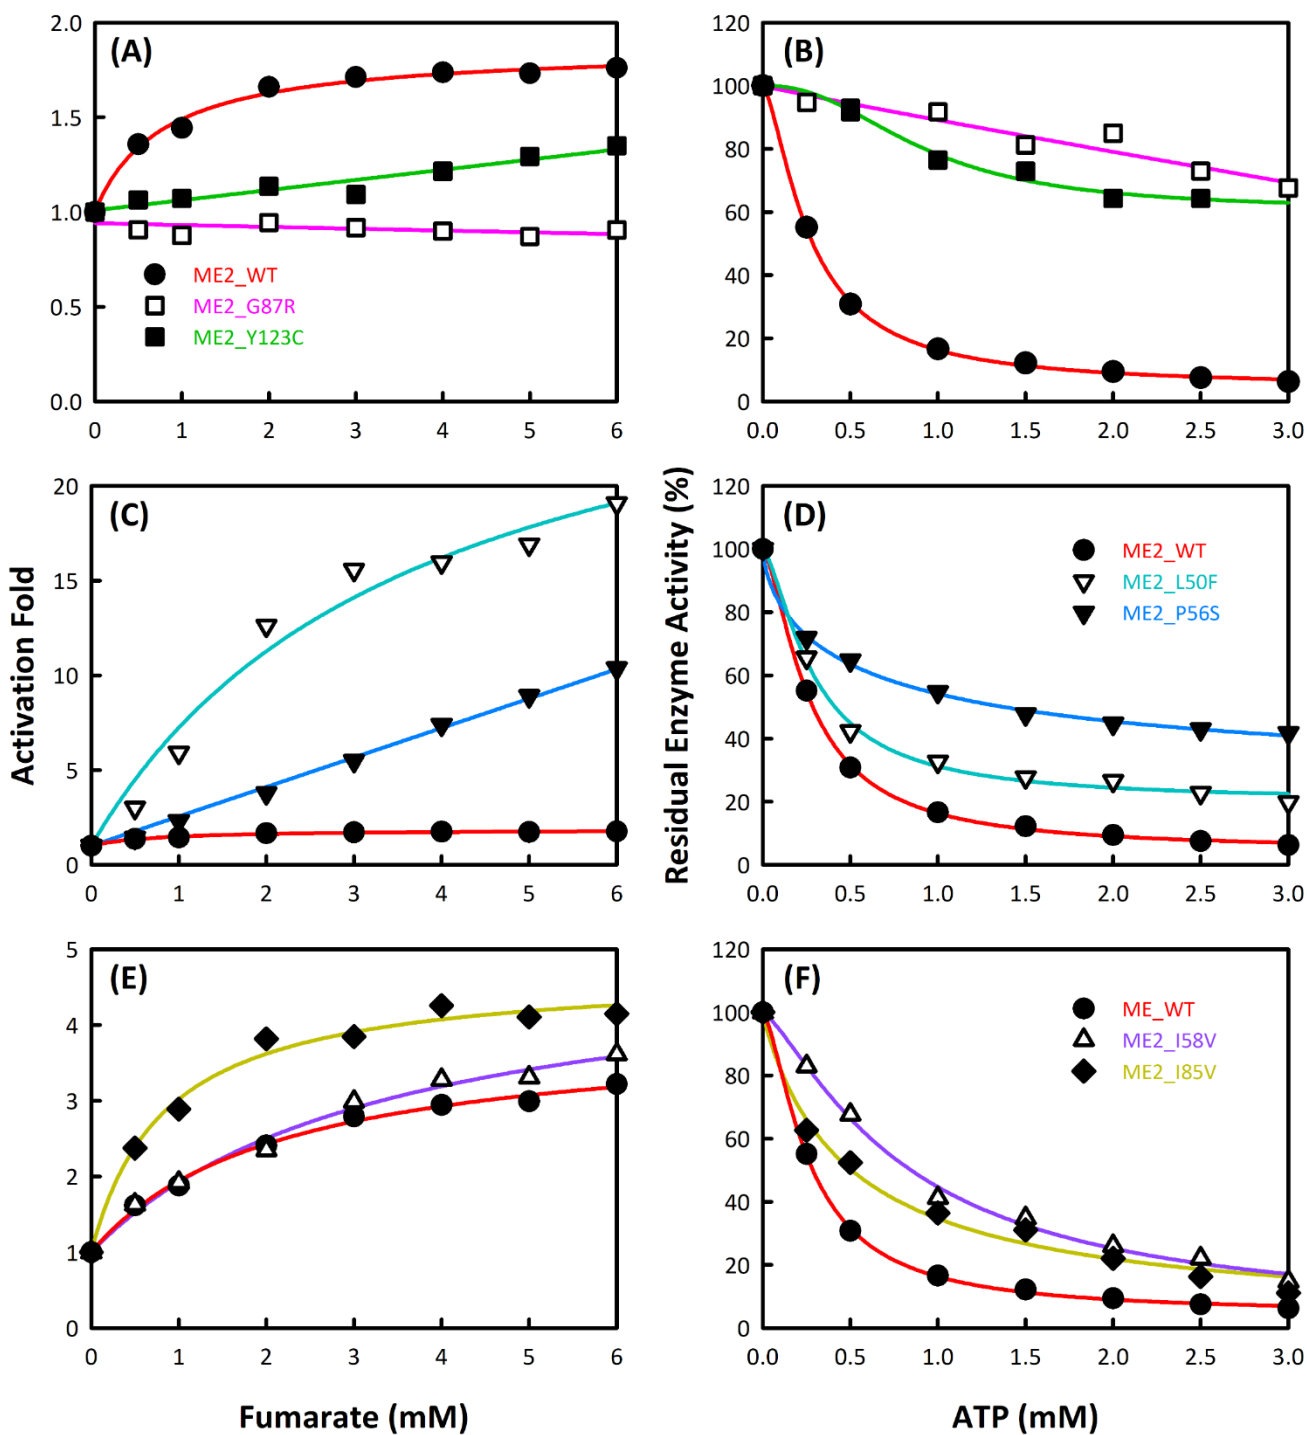 (A)
2.0
1.5
1.0
0.5
0.0
ME2_WT
ME2_G87R
ME2_Y123C
0 1 2 3 4 5 6
(B)
120
100
80
60
40
20
0
0.0 0.5 1.0 1.5 2.0 2.5 3.0
Activation Fold
(C)
20
15
10
5
0
0 1 2 3 4 5 6
Residual Enzyme Activity (%)
(D)
120
100
80
60
40
20
0
ME2_WT
ME2_L50F
ME2_P56S
0.0 0.5 1.0 1.5 2.0 2.5 3.0
(E)
5
4
3
2
1
0
0 1 2 3 4 5 6
Fumarate (mM)
(F)
120
100
80
60
40
20
0
ME_WT
ME2_I58V
ME2_I85V
0.0 0.5 1.0 1.5 2.0 2.5 3.0
ATP (mM)